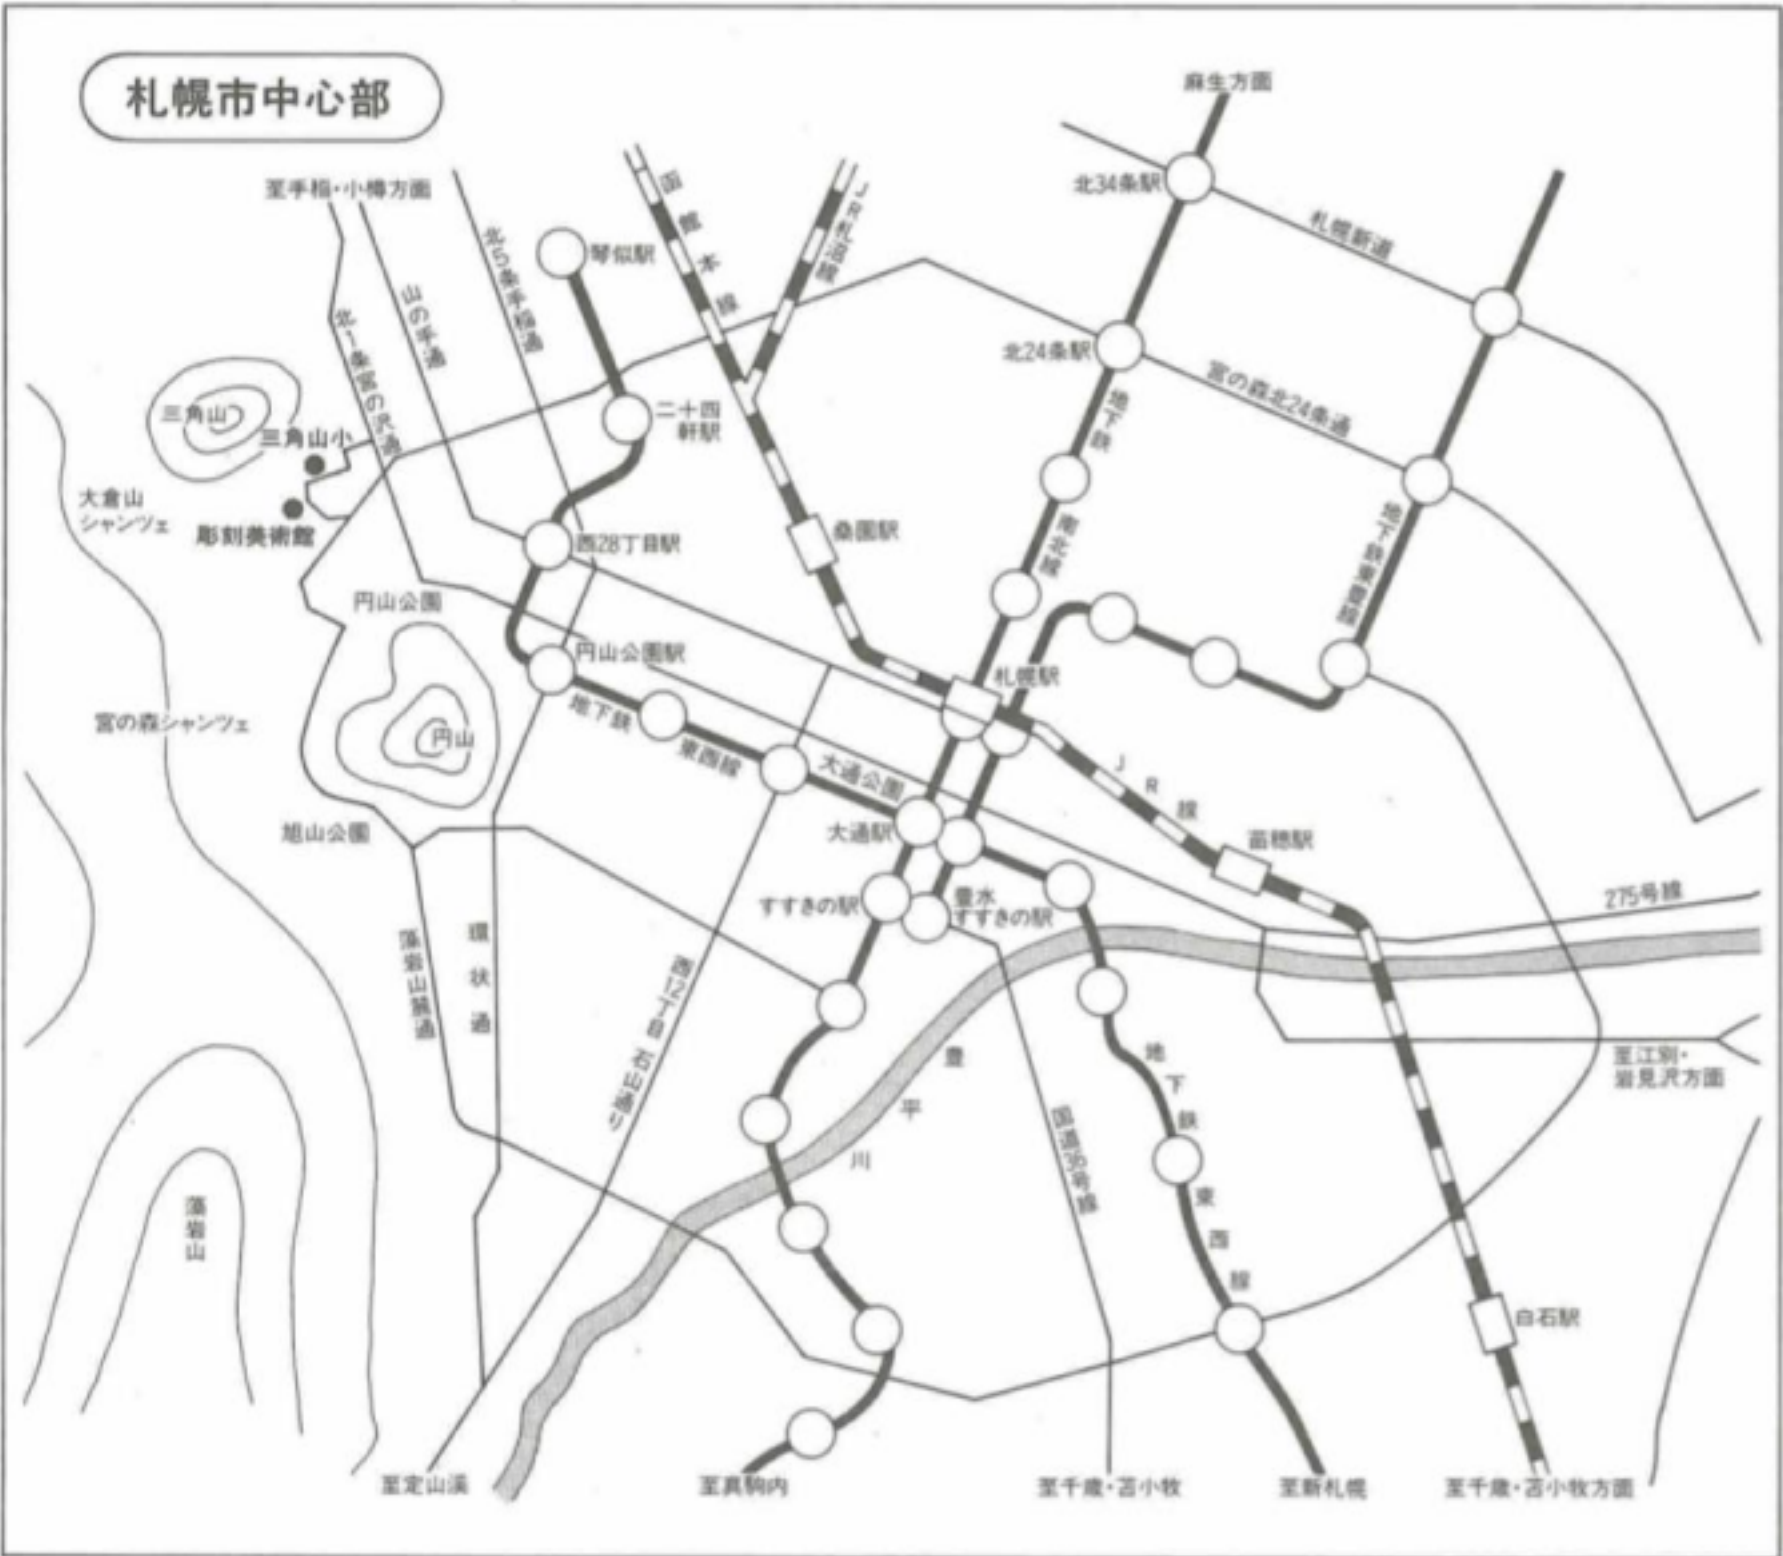 札幌市中心部
麻生方面
至手稲・小樽方面
函館本線
JR札沼線
北34条駅
札幌新道
北5条手稲通
琴似駅
山の手通
北1条宮の沢通
北24条駅
宮の森北24条通
三角山
三角山小
二十四
軒駅
地下鉄
南北線
大倉山
シャンツェ
彫刻美術館
西28丁目駅
桑園駅
地下鉄東豊線
円山公園
円山公園駅
札幌駅
宮の森シャンツェ
円山
地下鉄
東西線
大通公園
JR線
旭山公園
大通駅
苗穂駅
すすきの駅
豊水
すすきの駅
275号線
藻岩山麓通
環状通
西12丁目 石山通り
豊平川
地下鉄東西線
至江別・
岩見沢方面
国道36号線
藻岩山
白石駅
至定山渓
至真駒内
至千歳・苫小牧
至新札幌
至千歳・苫小牧方面